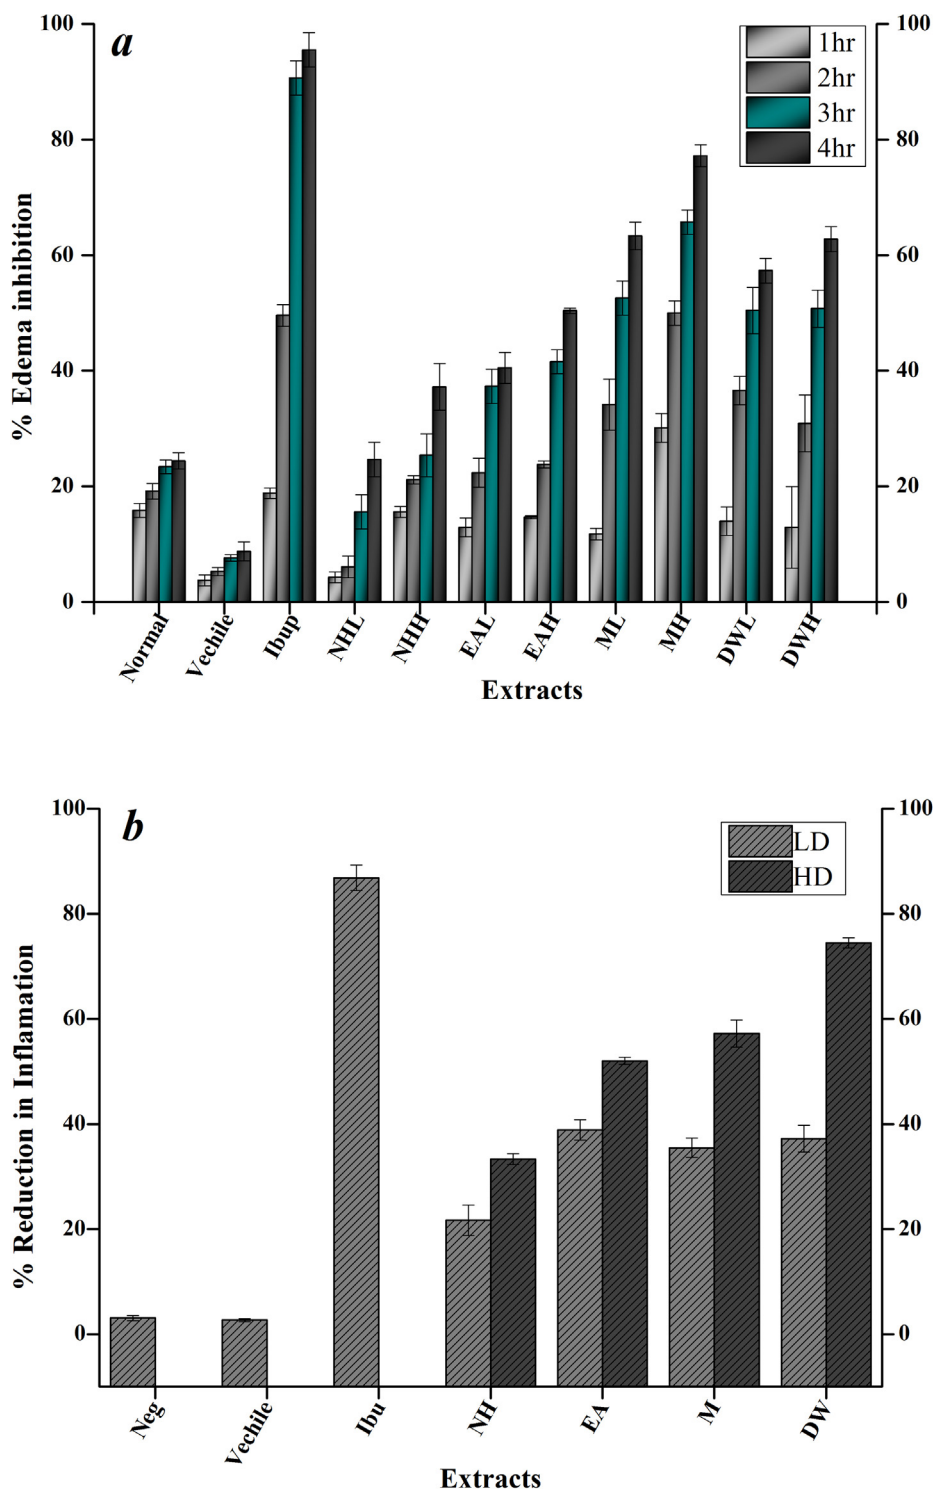 a
1hr
2hr
3hr
4hr
100
80
60
40
20
0
% Edema inhibition
100
80
60
40
20
0
Normal
Vechile
Ibup
NHL
NHH
EAL
EAH
ML
MH
DWL
DWH
Extracts
b
LD
HD
100
80
60
40
20
0
% Reduction in Inflamation
100
80
60
40
20
0
Neg
Vechile
Ibu
NH
EA
M
DW
Extracts